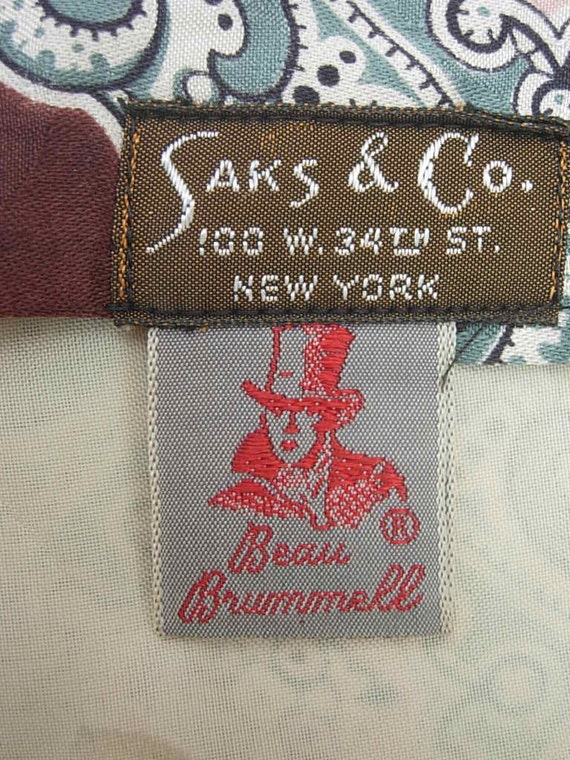 SAKS & CO.
100 W. 34TH ST.
NEW YORK
Beau ®
Brummell